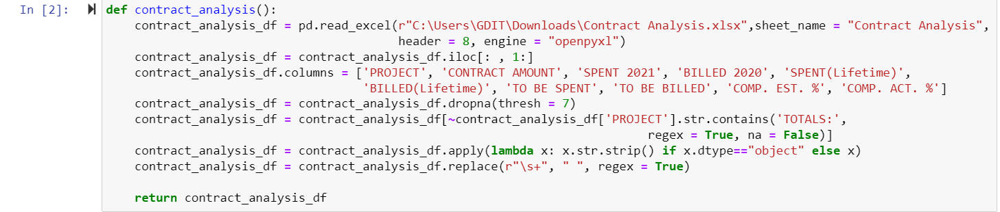 In [2]:
def contract_analysis():
    contract_analysis_df = pd.read_excel(r"C:\Users\GDIT\Downloads\Contract Analysis.xlsx",sheet_name = "Contract Analysis",
                                         header = 8, engine = "openpyxl")
    contract_analysis_df = contract_analysis_df.iloc[: , 1:]
    contract_analysis_df.columns = ['PROJECT', 'CONTRACT AMOUNT', 'SPENT 2021', 'BILLED 2020', 'SPENT(Lifetime)',
                                    'BILLED(Lifetime)', 'TO BE SPENT', 'TO BE BILLED', 'COMP. EST. %', 'COMP. ACT. %']
    contract_analysis_df = contract_analysis_df.dropna(thresh = 7)
    contract_analysis_df = contract_analysis_df[~contract_analysis_df['PROJECT'].str.contains('TOTALS:',
                                                                            regex = True, na = False)]
    contract_analysis_df = contract_analysis_df.apply(lambda x: x.str.strip() if x.dtype=="object" else x)
    contract_analysis_df = contract_analysis_df.replace(r"\s+", " ", regex = True)
    return contract_analysis_df